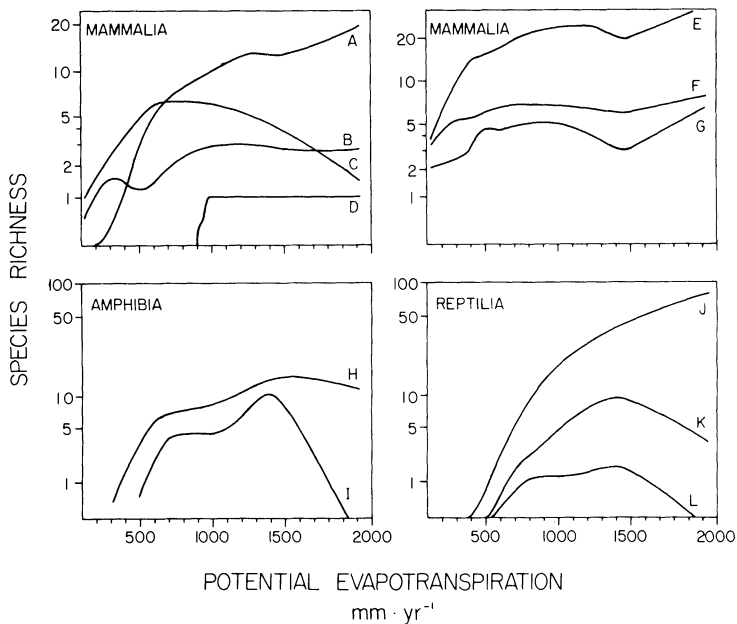 SPECIES RICHNESS
MAMMALIA
20
10
5
2
1
A
B
C
D
MAMMALIA
20
10
5
2
1
E
F
G
AMPHIBIA
100
50
10
5
1
H
I
500 1000 1500 2000
REPTILIA
100
50
10
5
1
J
K
L
500 1000 1500 2000
POTENTIAL EVAPOTRANSPIRATION
mm · yr⁻¹